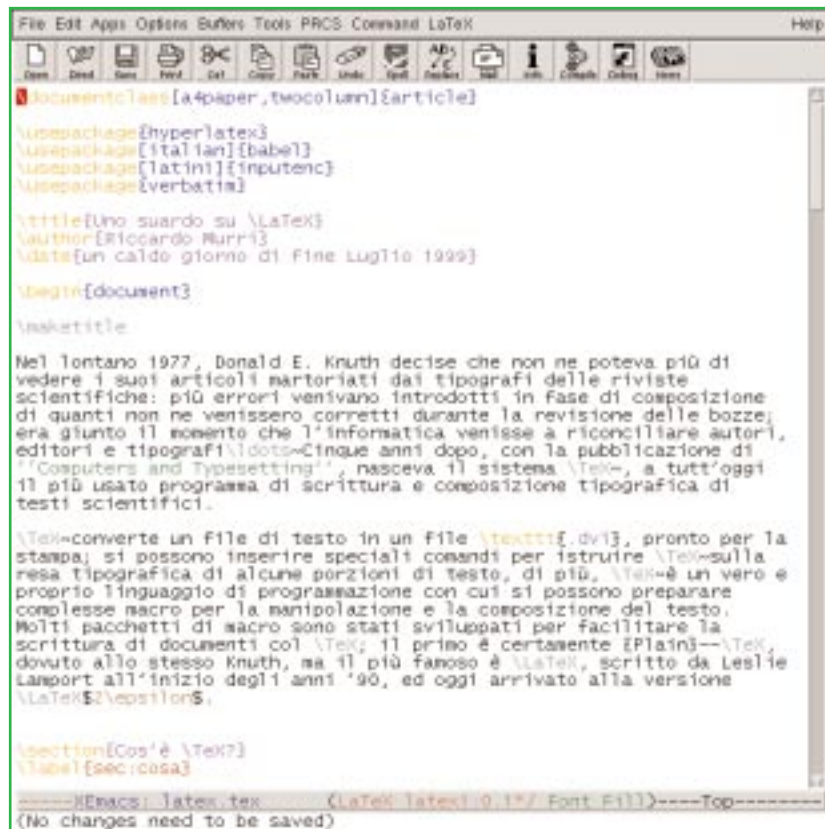 File Edit Apps Options Buffers Tools PRCS Command LaTeX Help
Open Dired Save Print Cut Copy Paste Undo Spell Replace Mail Info Compile Debug News
\documentclass[a4paper,twocolumn]{article}
\usepackage{hyperlatex}
\usepackage[italian]{babel}
\usepackage[latin1]{inputenc}
\usepackage{verbatim}
\title{Uno suardo su \LaTeX}
\author{Riccardo Murri}
\date{un caldo giorno di fine Luglio 1999}
\begin{document}
\maketitle
Nel lontano 1977, Donald E. Knuth decise che non ne poteva più di
vedere i suoi articoli martoriati dai tipografi delle riviste
scientifiche: più errori venivano introdotti in fase di composizione
di quanti non ne venissero corretti durante la revisione delle bozze;
era giunto il momento che l'informatica venisse a riconciliare autori,
editori e tipografi\ldots~Cinque anni dopo, con la pubblicazione di
''Computers and Typesetting'', nasceva il sistema \TeX~, a tutt'oggi
il più usato programma di scrittura e composizione tipografica di
testi scientifici.
\TeX~converte un file di testo in un file \texttt{.dvi}, pronto per la
stampa; si possono inserire speciali comandi per istruire \TeX~sulla
resa tipografica di alcune porzioni di testo, di più, \TeX~è un vero e
proprio linguaggio di programmazione con cui si possono preparare
complesse macro per la manipolazione e la composizione del testo.
Molti pacchetti di macro sono stati sviluppati per facilitare la
scrittura di documenti col \TeX; il primo è certamente {Plain}--\TeX,
dovuto allo stesso Knuth, ma il più famoso è \LaTeX, scritto da Leslie
Lamport all'inizio degli anni '90, ed oggi arrivato alla versione
\LaTeX$2\epsilon$.
\section{Cos'è \TeX?}
\label{sec:cosa}
-----XEmacs: latex.tex (LaTeX latex1 0.1*/ Font Fill)----Top--------
(No changes need to be saved)